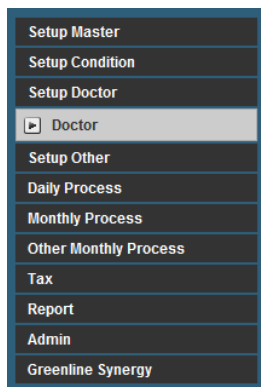 Setup Master
Setup Condition
Setup Doctor
Doctor
Setup Other
Daily Process
Monthly Process
Other Monthly Process
Tax
Report
Admin
Greenline Synergy